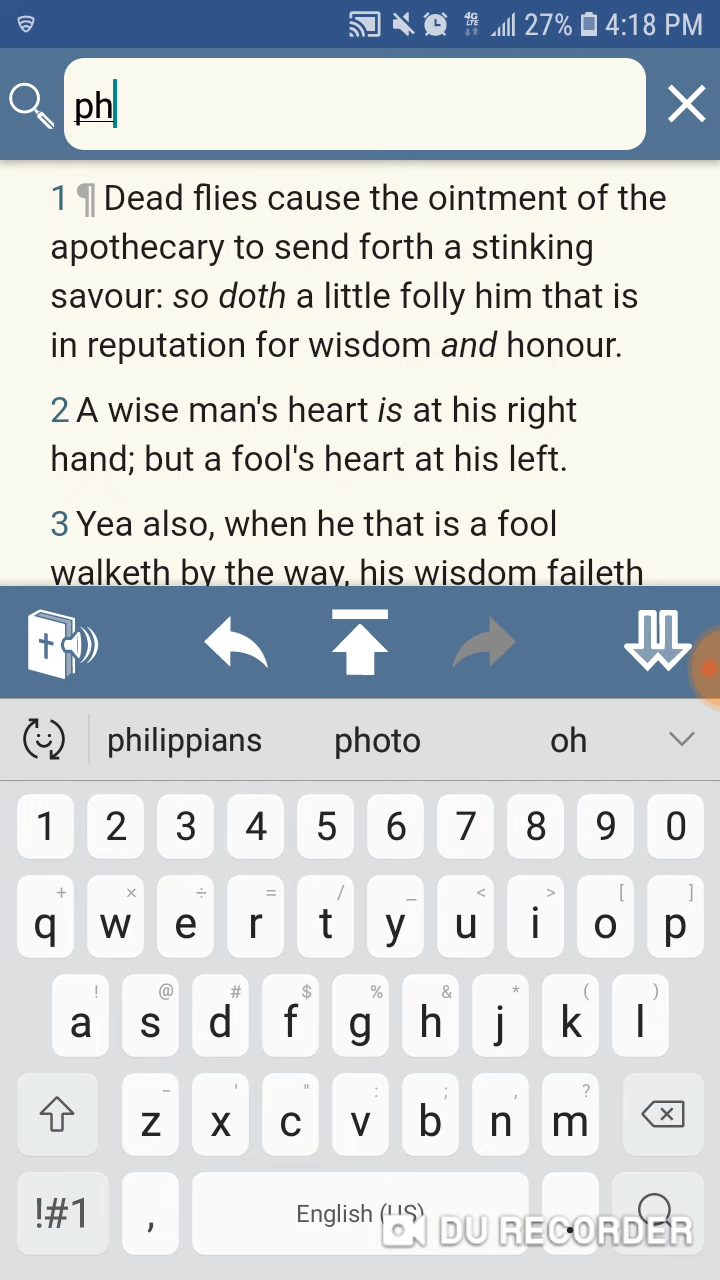 4G LTE 27% 4:18 PM
ph
1 ¶ Dead flies cause the ointment of the
apothecary to send forth a stinking
savour: so doth a little folly him that is
in reputation for wisdom and honour.
2 A wise man's heart is at his right
hand; but a fool's heart at his left.
3 Yea also, when he that is a fool
walketh by the way, his wisdom faileth
philippians photo oh
1 2 3 4 5 6 7 8 9 0
+ × ÷ = / _ < > [ ]
q w e r t y u i o p
! @ # $ % & * ( )
a s d f g h j k l
- ' " : ; , ?
z x c v b n m
!#1 , English (US) .
DU RECORDER